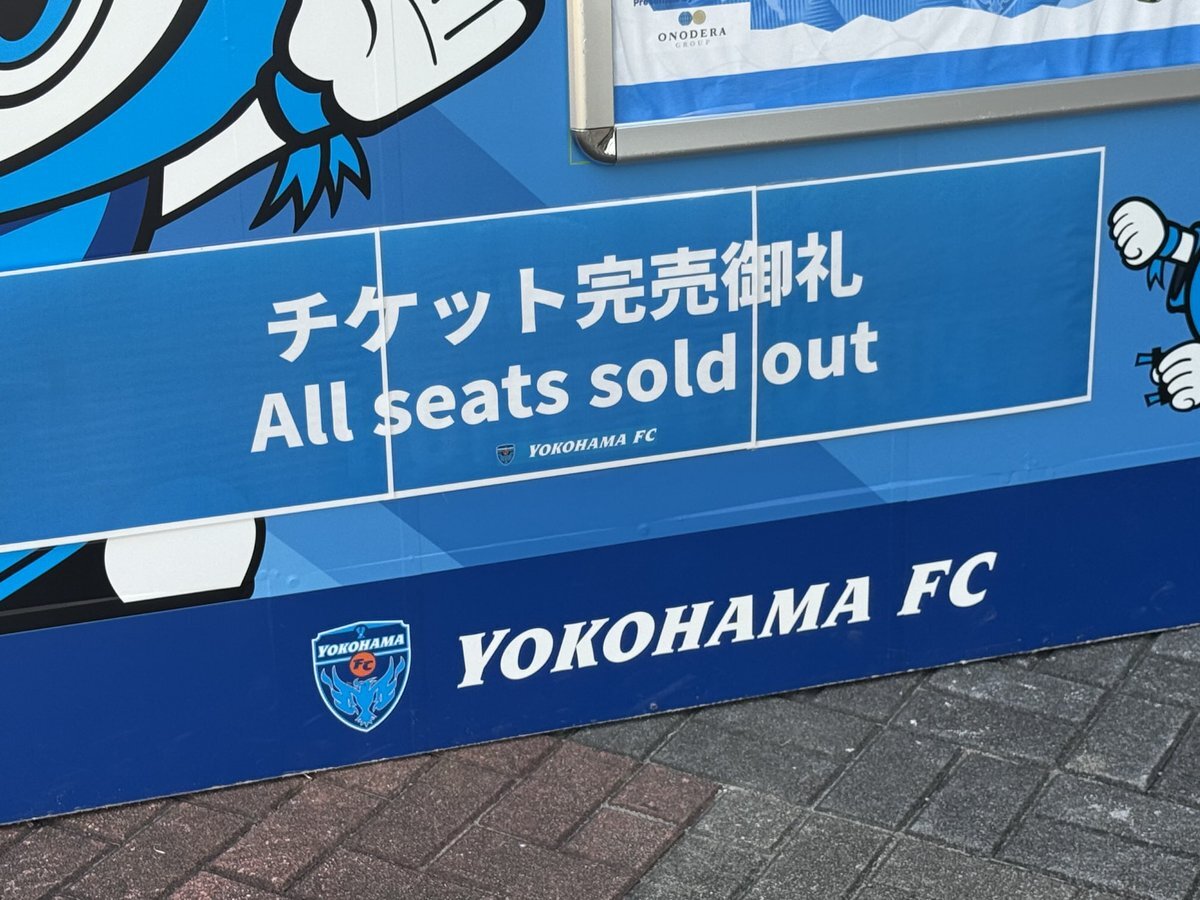 ONODERA
GROUP
チケット完売御礼
All seats sold out
YOKOHAMA FC
YOKOHAMA FC
YOKOHAMA
FC